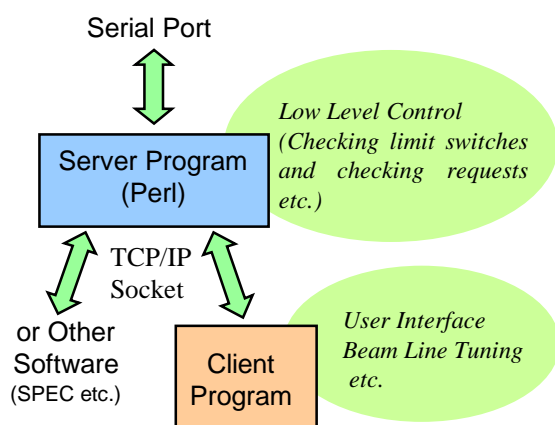 Serial Port
Low Level Control
(Checking limit switches
and checking requests
etc.)
Server Program
(Perl)
TCP/IP
Socket
or Other
Software
(SPEC etc.)
Client
Program
User Interface
Beam Line Tuning
etc.